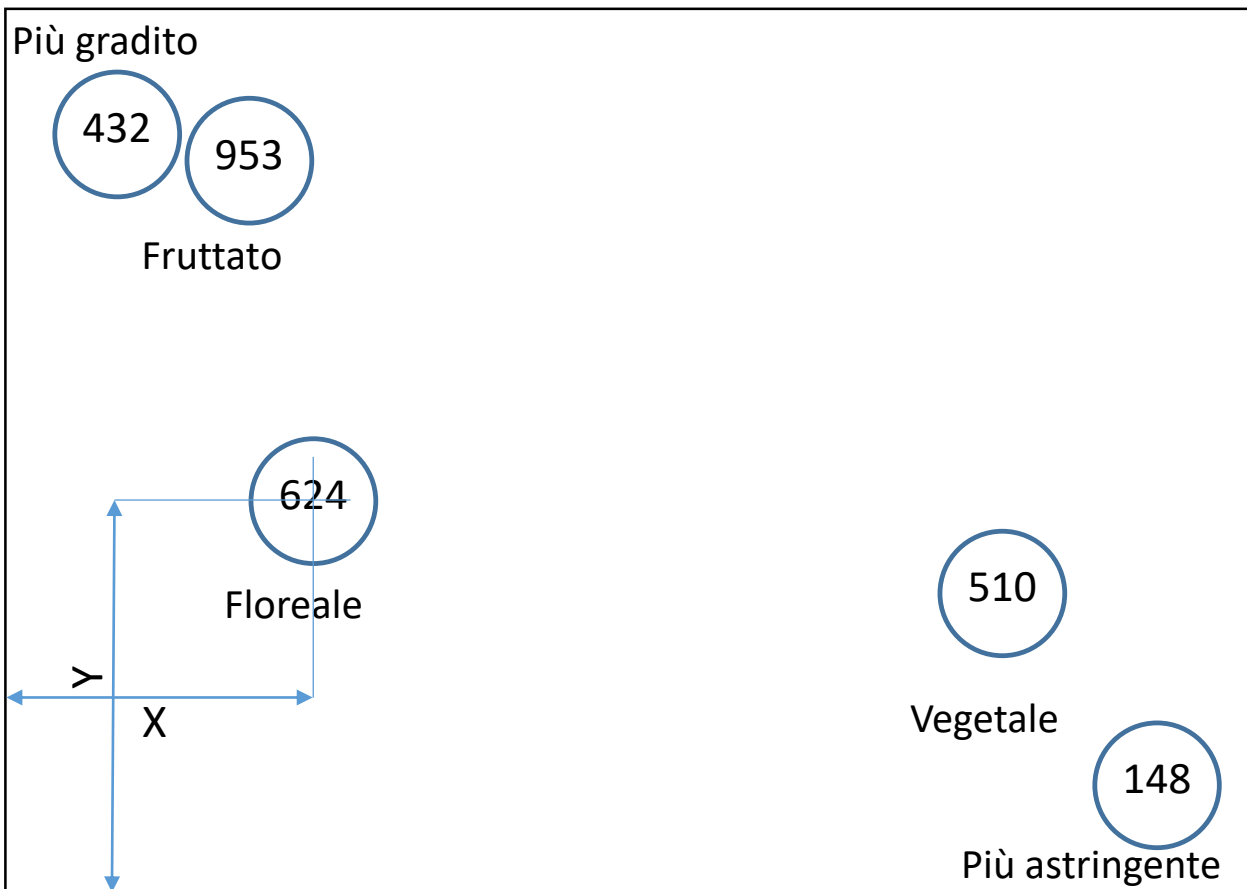 Più gradito
432
953
Fruttato
624
Floreale
510
Y
X
Vegetale
148
Più astringente